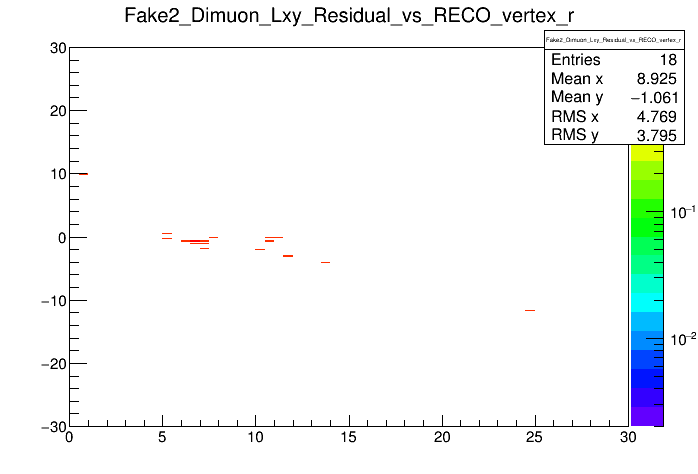 Fake2_Dimuon_Lxy_Residual_vs_RECO_vertex_r
Fake2_Dimuon_Lxy_Residual_vs_RECO_vertex_r
Entries 18
Mean x 8.925
Mean y −1.061
RMS x 4.769
RMS y 3.795
30
20
10
0
−10
−20
−30
10⁻¹
10⁻²
0 5 10 15 20 25 30